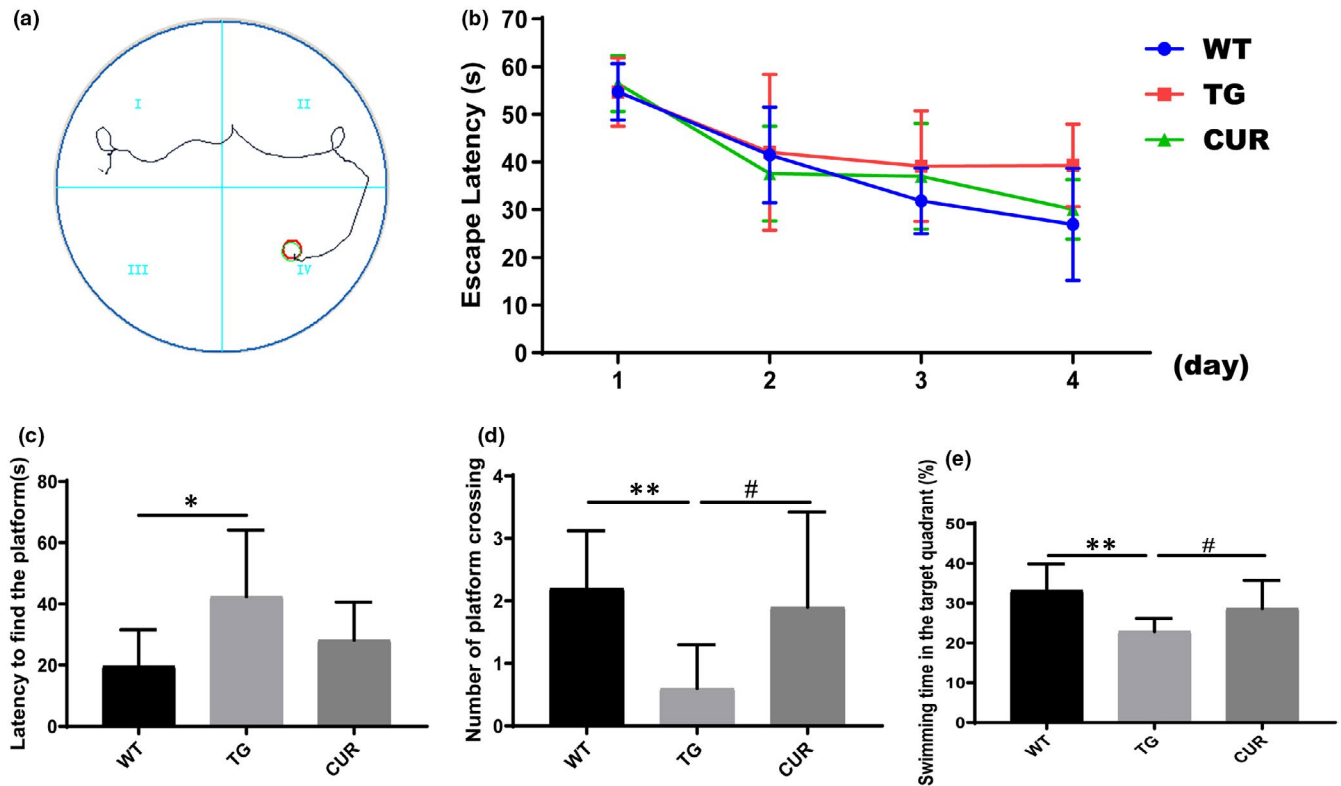 (a)
I
II
III
IV
(b)
Escape Latency (s)
70
60
50
40
30
20
10
0
1
2
3
4
(day)
WT
TG
CUR
(c)
Latency to find the platform(s)
80
60
40
20
0
*
WT
TG
CUR
(d)
Number of platform crossing
4
3
2
1
0
**
#
WT
TG
CUR
(e)
Swimming time in the target quadrant (%)
50
40
30
20
10
0
**
#
WT
TG
CUR